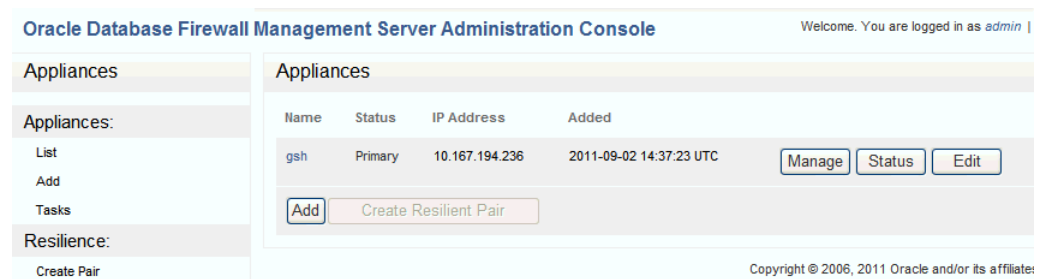 Oracle Database Firewall Management Server Administration Console
Welcome. You are logged in as admin |
Appliances
Appliances:
List
Add
Tasks
Resilience:
Create Pair
Appliances
Name Status IP Address Added
gsh Primary 10.167.194.236 2011-09-02 14:37:23 UTC Manage Status Edit
Add Create Resilient Pair
Copyright © 2006, 2011 Oracle and/or its affiliates